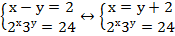 {x − y = 2 ↔ {x = y + 2
{2ˣ3ʸ = 24 {2ˣ3ʸ = 24